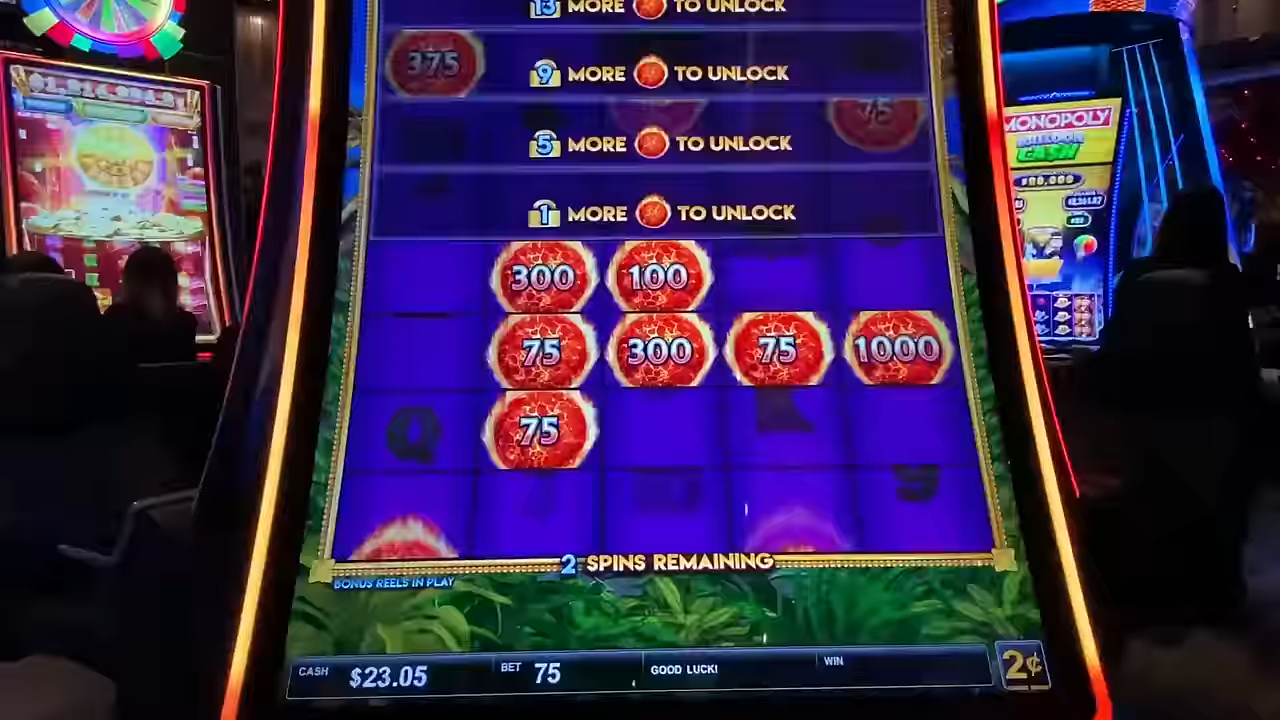 13 MORE TO UNLOCK
375
9 MORE TO UNLOCK
75
5 MORE TO UNLOCK
1 MORE TO UNLOCK
300 100
75 300 75 1000
75
Q
9
2 SPINS REMAINING
BONUS REELS IN PLAY
CASH $23.05 BET 75 GOOD LUCK! WIN 2¢
MONOPOLY
CASH